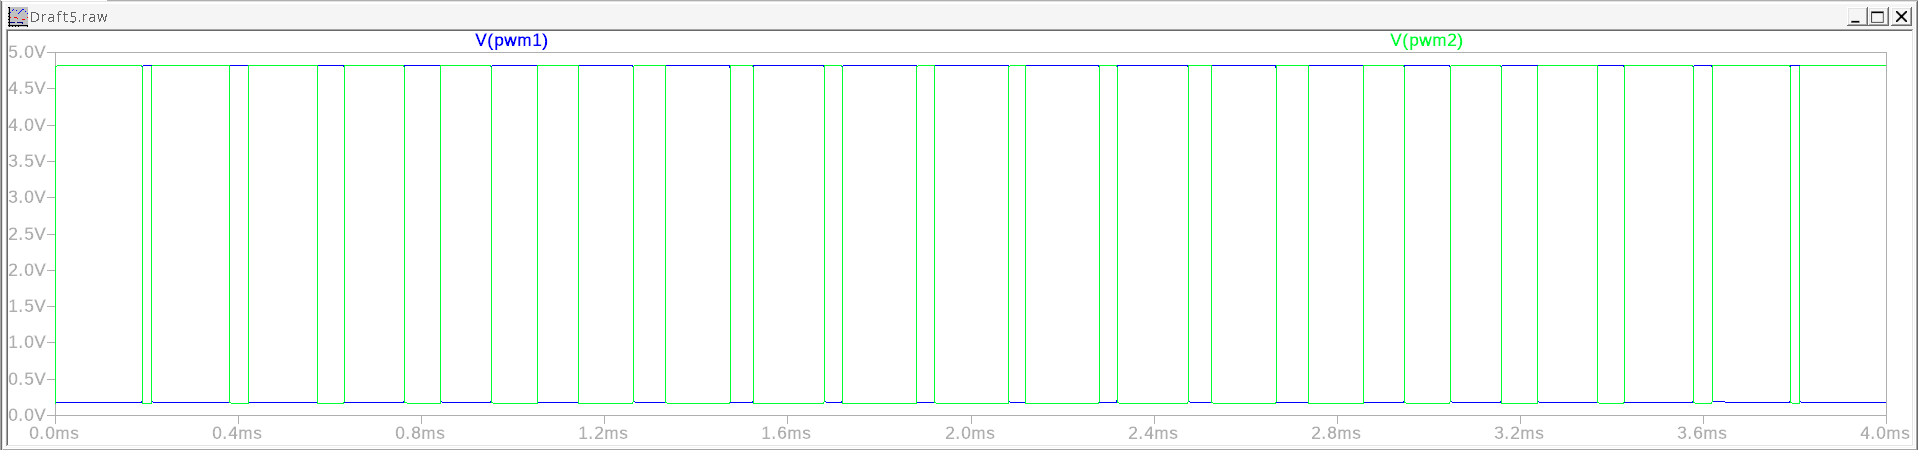 Draft5.raw
V(pwm1) V(pwm2)
5.0V
4.5V
4.0V
3.5V
3.0V
2.5V
2.0V
1.5V
1.0V
0.5V
0.0V
0.0ms 0.4ms 0.8ms 1.2ms 1.6ms 2.0ms 2.4ms 2.8ms 3.2ms 3.6ms 4.0ms